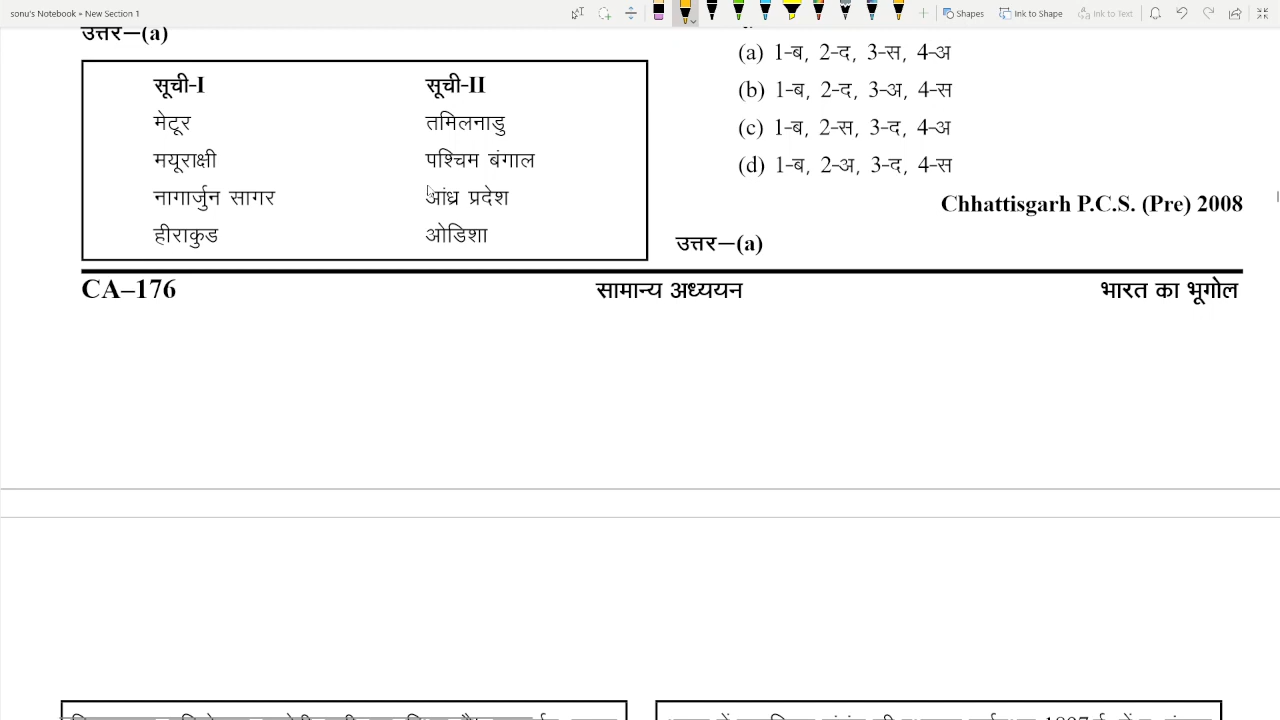 sonu's Notebook » New Section 1
Shapes
Ink to Shape
Ink to Text
उत्तर—(a)
सूची-I सूची-II
मेटूर तमिलनाडु
मयूराक्षी पश्चिम बंगाल
नागार्जुन सागर आंध्र प्रदेश
हीराकुड ओडिशा
(a) 1-ब, 2-द, 3-स, 4-अ
(b) 1-ब, 2-द, 3-अ, 4-स
(c) 1-ब, 2-स, 3-द, 4-अ
(d) 1-ब, 2-अ, 3-द, 4-स
Chhattisgarh P.C.S. (Pre) 2008
उत्तर—(a)
CA–176 सामान्य अध्ययन भारत का भूगोल